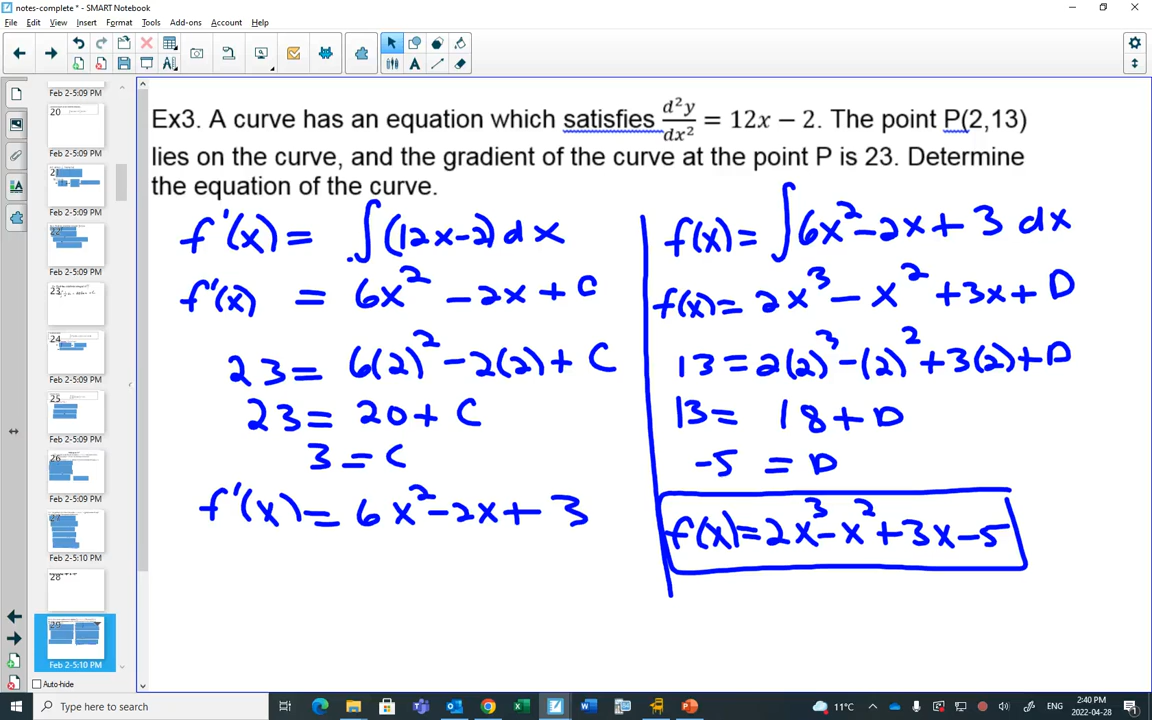 notes-complete * - SMART Notebook
File Edit View Insert Format Tools Add-ons Account Help
Feb 2-5:09 PM
20
Feb 2-5:09 PM
21
Feb 2-5:09 PM
22
Feb 2-5:09 PM
23
Feb 2-5:09 PM
24
Feb 2-5:09 PM
25
Feb 2-5:09 PM
26
Feb 2-5:09 PM
27
Feb 2-5:10 PM
28
29
Feb 2-5:10 PM
Auto-hide
Ex3. A curve has an equation which satisfies d²y/dx² = 12x − 2. The point P(2,13)
lies on the curve, and the gradient of the curve at the point P is 23. Determine
the equation of the curve.
f'(x) = ∫(12x-2)dx
f'(x) = 6x² - 2x + C
23 = 6(2)² - 2(2) + C
23 = 20 + C
3 = C
f'(x) = 6x² - 2x + 3
f(x) = ∫6x² - 2x + 3 dx
f(x) = 2x³ - x² + 3x + D
13 = 2(2)³ - (2)² + 3(2) + D
13 = 18 + D
-5 = D
f(x) = 2x³ - x² + 3x - 5
Type here to search
11°C
ENG
2:40 PM
2022-04-28